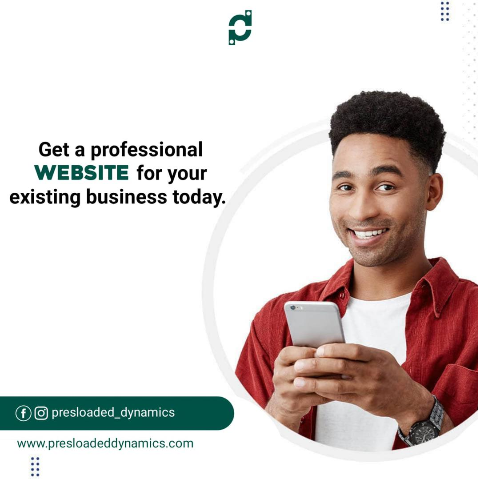 Get a professional
WEBSITE for your
existing business today.
presloaded_dynamics
www.presloadeddynamics.com